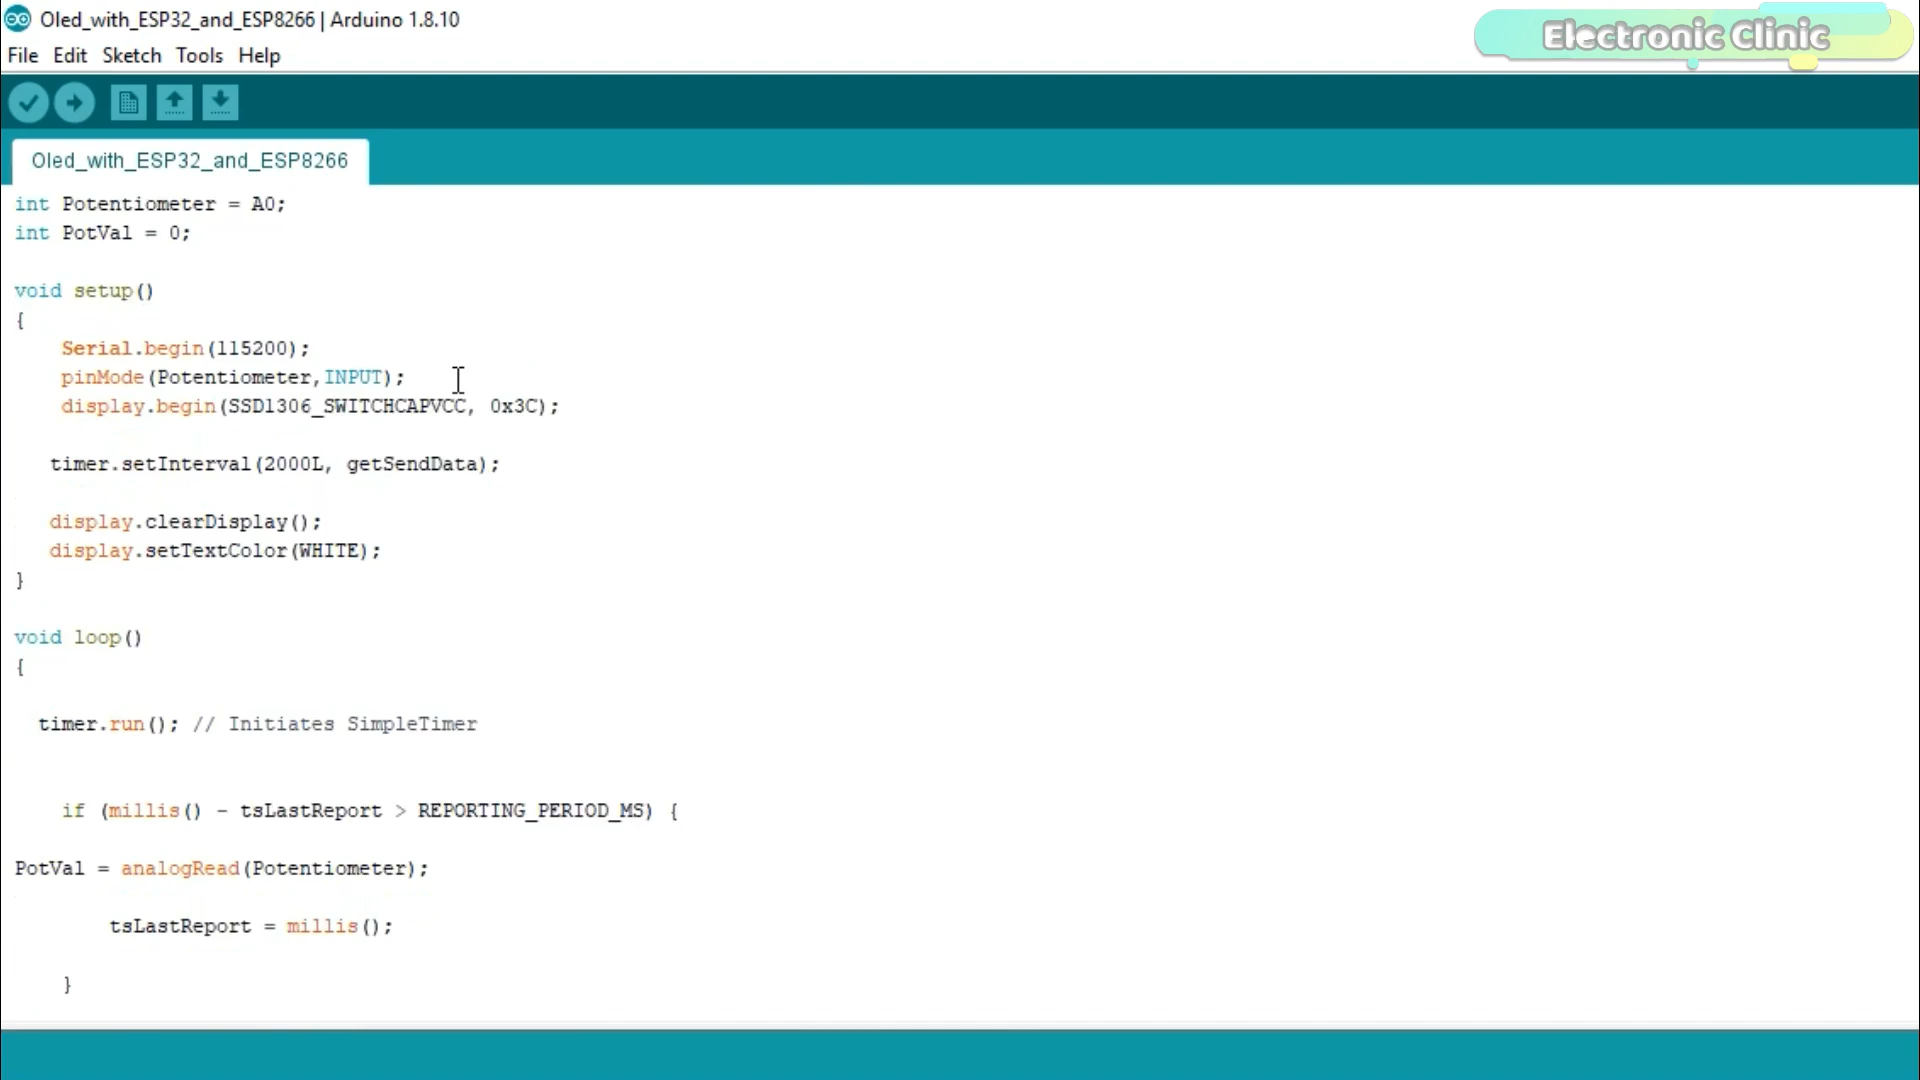 Oled_with_ESP32_and_ESP8266 | Arduino 1.8.10
Electronic Clinic
File Edit Sketch Tools Help
Oled_with_ESP32_and_ESP8266
int Potentiometer = A0;
int PotVal = 0;
void setup()
{
Serial.begin(115200);
pinMode(Potentiometer,INPUT);
display.begin(SSD1306_SWITCHCAPVCC, 0x3C);
timer.setInterval(2000L, getSendData);
display.clearDisplay();
display.setTextColor(WHITE);
}
void loop()
{
timer.run(); // Initiates SimpleTimer
if (millis() - tsLastReport > REPORTING_PERIOD_MS) {
PotVal = analogRead(Potentiometer);
tsLastReport = millis();
}